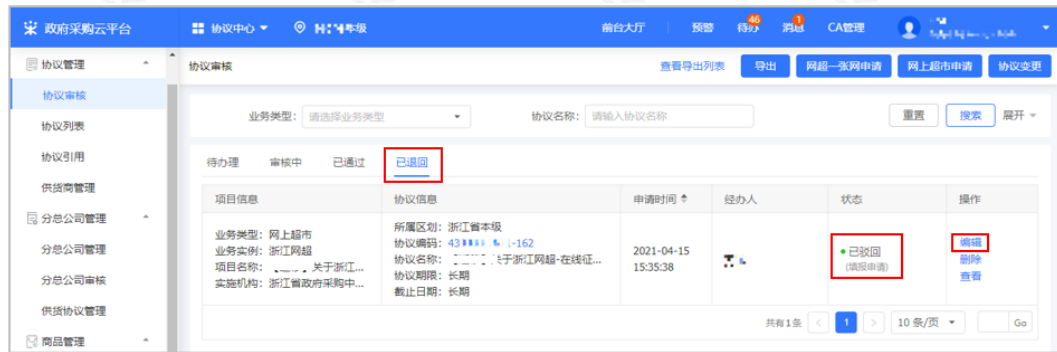 政府采购云平台
协议中心
本级
前台大厅
预警
待办
46
消息
1
CA管理
协议管理
协议审核
协议列表
协议引用
供货商管理
分总公司管理
分总公司管理
分总公司审核
供货协议管理
商品管理
协议审核
查看导出列表
导出
网超一张网申请
网上超市申请
协议变更
业务类型: 请选择业务类型
协议名称: 请输入协议名称
重置
搜索
展开
待办理 审核中 已通过 已退回
项目信息 协议信息 申请时间 经办人 状态 操作
业务类型: 网上超市
业务实例: 浙江网超
项目名称: 关于浙江...
实施机构: 浙江省政府采购中...
所属区划: 浙江省本级
协议编码: 43 -162
协议名称: 关于浙江网超-在线征...
协议期限: 长期
截止日期: 长期
2021-04-15
15:35:38
已驳回
(填报申请)
编辑
删除
查看
共有1条 < 1 > 10 条/页 Go